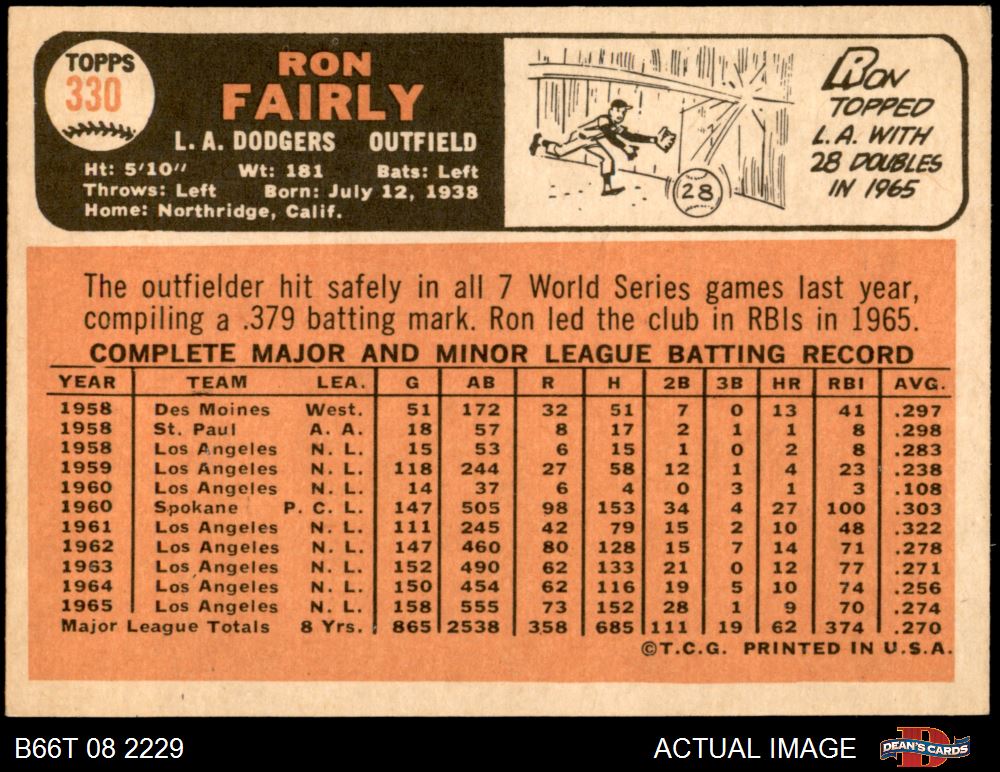 TOPPS
330
RON
FAIRLY
L. A. DODGERS OUTFIELD
Ht: 5'10" Wt: 181 Bats: Left
Throws: Left Born: July 12, 1938
Home: Northridge, Calif.
28
RON
TOPPED
L.A. WITH
28 DOUBLES
IN 1965
The outfielder hit safely in all 7 World Series games last year,
compiling a .379 batting mark. Ron led the club in RBIs in 1965.
COMPLETE MAJOR AND MINOR LEAGUE BATTING RECORD
YEAR TEAM LEA. G AB R H 2B 3B HR RBI AVG.
1958 Des Moines West. 51 172 32 51 7 0 13 41 .297
1958 St. Paul A. A. 18 57 8 17 2 1 1 8 .298
1958 Los Angeles N. L. 15 53 6 15 1 0 2 8 .283
1959 Los Angeles N. L. 118 244 27 58 12 1 4 23 .238
1960 Los Angeles N. L. 14 37 6 4 0 3 1 3 .108
1960 Spokane P. C. L. 147 505 98 153 34 4 27 100 .303
1961 Los Angeles N. L. 111 245 42 79 15 2 10 48 .322
1962 Los Angeles N. L. 147 460 80 128 15 7 14 71 .278
1963 Los Angeles N. L. 152 490 62 133 21 0 12 77 .271
1964 Los Angeles N. L. 150 454 62 116 19 5 10 74 .256
1965 Los Angeles N. L. 158 555 73 152 28 1 9 70 .274
Major League Totals 8 Yrs. 865 2538 358 685 111 19 62 374 .270
©T.C.G. PRINTED IN U.S.A.
B66T 08 2229 ACTUAL IMAGE DEAN'S CARDS